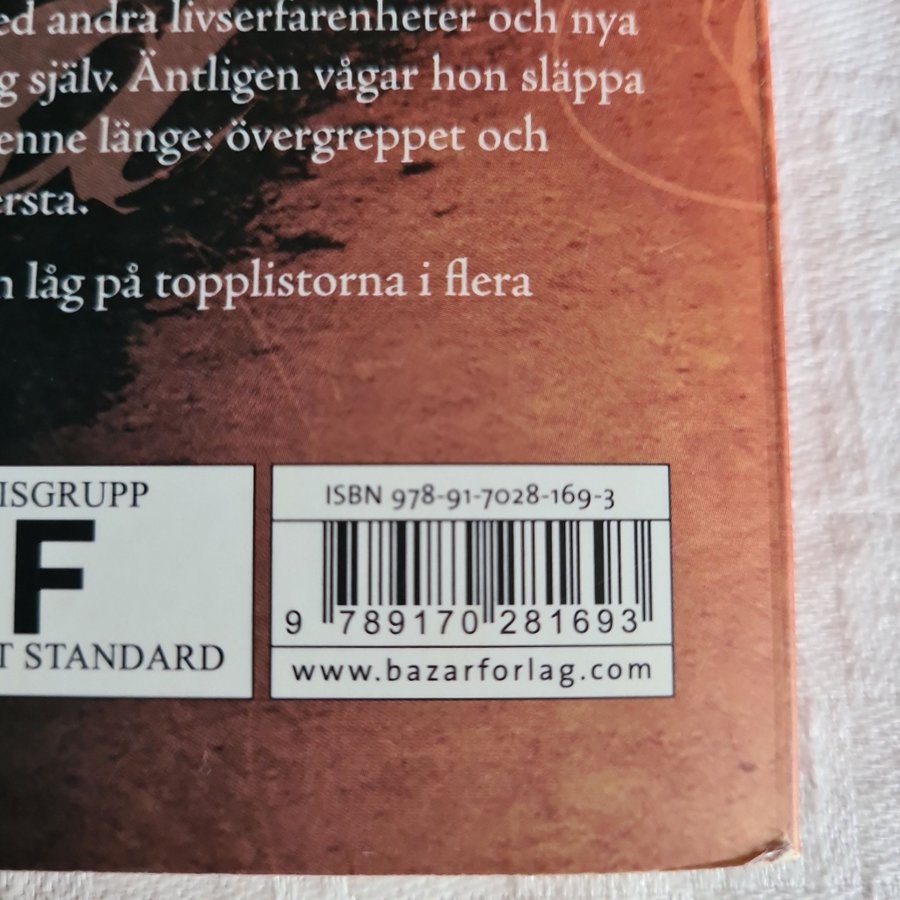 ed andra livserfarenheter och nya
g själv. Äntligen vågar hon släppa
enne länge: övergreppet och
ersta.
n låg på topplistorna i flera
ISGRUPP
F
T STANDARD
ISBN 978-91-7028-169-3
9 789170 281693
www.bazarforlag.com